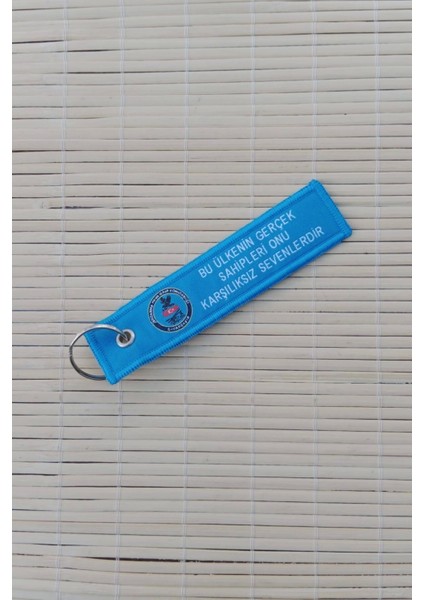 BU ÜLKENİN GERÇEK
SAHİPLERİ ONU
KARŞILIKSIZ SEVENLERDİR